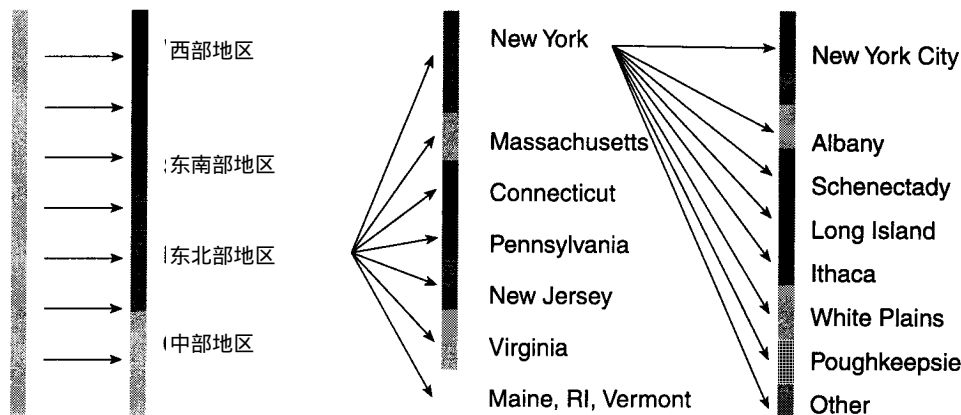 西部地区
东南部地区
东北部地区
中部地区
New York
Massachusetts
Connecticut
Pennsylvania
New Jersey
Virginia
Maine, RI, Vermont
New York City
Albany
Schenectady
Long Island
Ithaca
White Plains
Poughkeepsie
Other